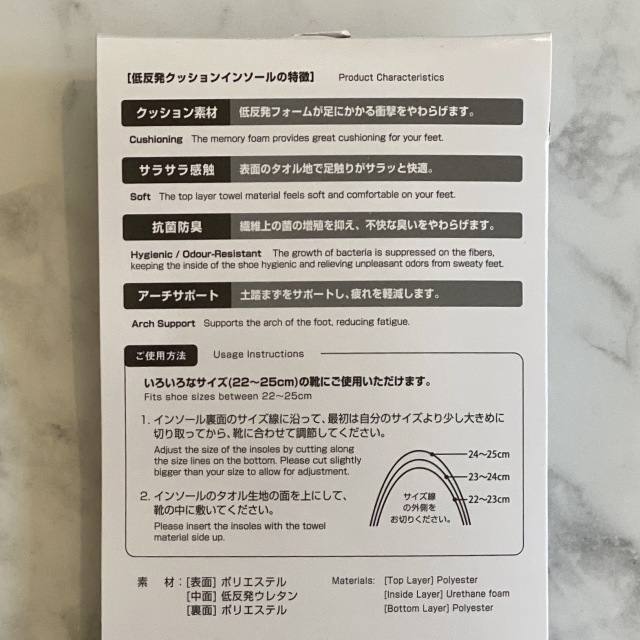 【低反発クッションインソールの特徴】 Product Characteristics
クッション素材 低反発フォームが足にかかる衝撃をやわらげます。
Cushioning The memory foam provides great cushioning for your feet.
サラサラ感触 表面のタオル地で足触りがサラッと快適。
Soft The top layer towel material feels soft and comfortable on your feet.
抗菌防臭 繊維上の菌の増殖を抑え、不快な臭いをやわらげます。
Hygienic / Odour-Resistant The growth of bacteria is suppressed on the fibers,
keeping the inside of the shoe hygienic and relieving unpleasant odors from sweaty feet.
アーチサポート 土踏まずをサポートし、疲れを軽減します。
Arch Support Supports the arch of the foot, reducing fatigue.
ご使用方法 Usage Instructions
いろいろなサイズ(22〜25cm)の靴にご使用いただけます。
Fits shoe sizes between 22〜25cm
1. インソール裏面のサイズ線に沿って、最初は自分のサイズより少し大きめに
切り取ってから、靴に合わせて調節してください。
Adjust the size of the insoles by cutting along
the size lines on the bottom. Please cut slightly
bigger than your size to allow for adjustment.
2. インソールのタオル生地の面を上にして、
靴の中に敷いてください。
Please insert the insoles with the towel
material side up.
24〜25cm
23〜24cm
22〜23cm
サイズ線
の外側を
お切りください。
素 材:[表面] ポリエステル
[中面] 低反発ウレタン
[裏面] ポリエステル
Materials: [Top Layer] Polyester
[Inside Layer] Urethane foam
[Bottom Layer] Polyester